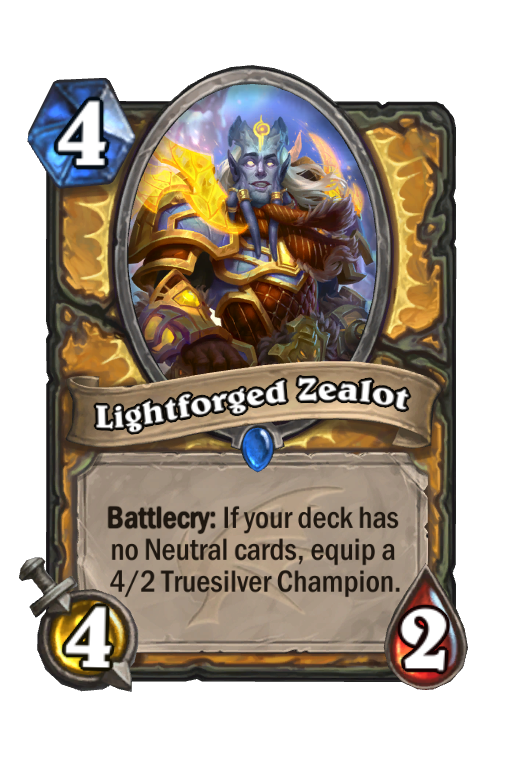 4
Lightforged Zealot
Battlecry: If your deck has
no Neutral cards, equip a
4/2 Truesilver Champion.
4
2